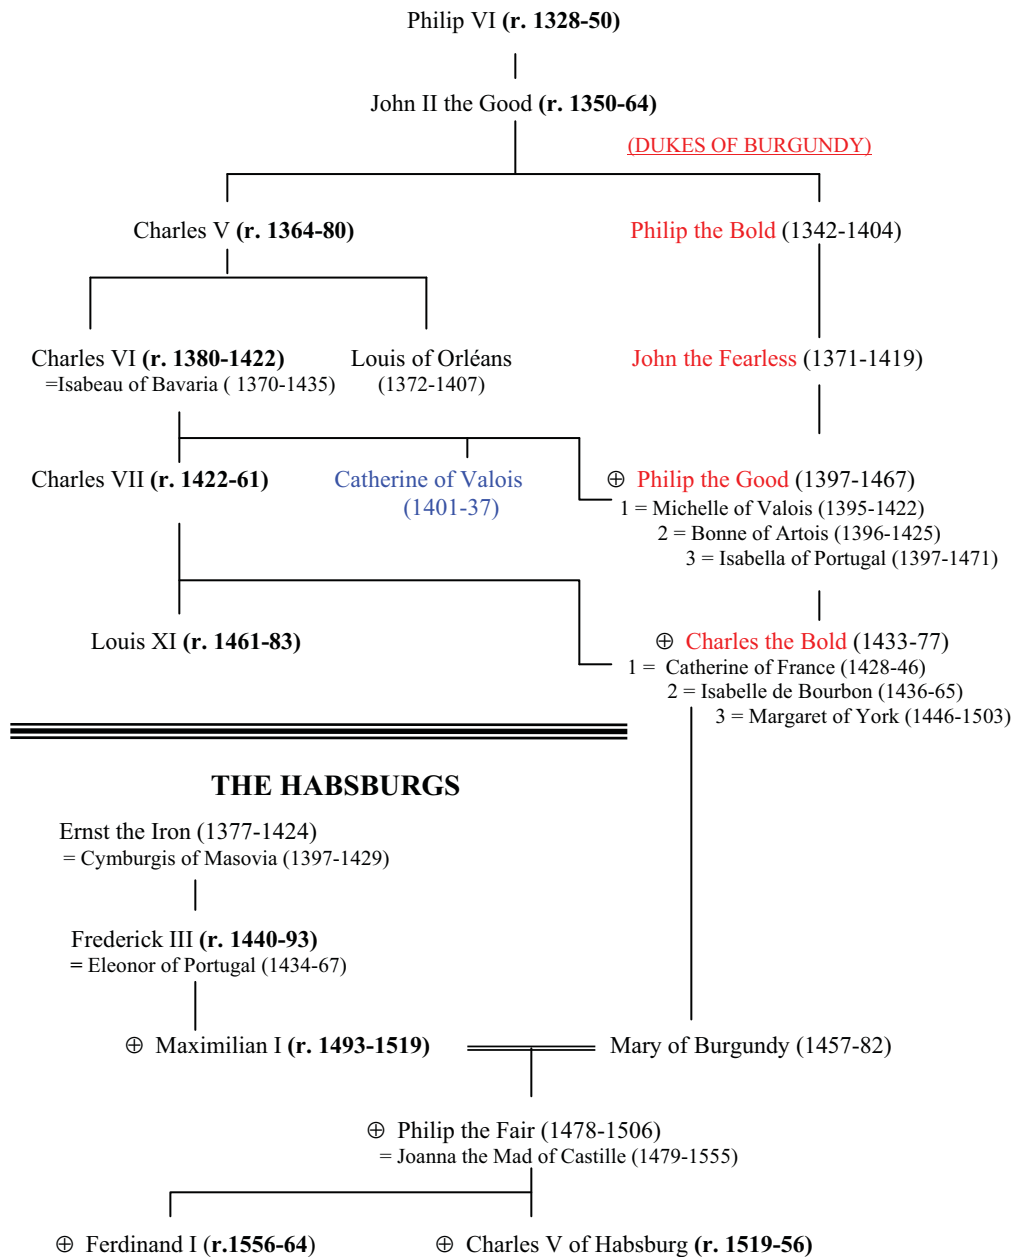 Philip VI (r. 1328-50)
John II the Good (r. 1350-64)
(DUKES OF BURGUNDY)
Charles V (r. 1364-80)
Philip the Bold (1342-1404)
Charles VI (r. 1380-1422)
=Isabeau of Bavaria ( 1370-1435)
Louis of Orléans
(1372-1407)
John the Fearless (1371-1419)
Charles VII (r. 1422-61)
Catherine of Valois
(1401-37)
⊕ Philip the Good (1397-1467)
1 = Michelle of Valois (1395-1422)
2 = Bonne of Artois (1396-1425)
3 = Isabella of Portugal (1397-1471)
Louis XI (r. 1461-83)
⊕ Charles the Bold (1433-77)
1 = Catherine of France (1428-46)
2 = Isabelle de Bourbon (1436-65)
3 = Margaret of York (1446-1503)
THE HABSBURGS
Ernst the Iron (1377-1424)
= Cymburgis of Masovia (1397-1429)
Frederick III (r. 1440-93)
= Eleonor of Portugal (1434-67)
⊕ Maximilian I (r. 1493-1519)
Mary of Burgundy (1457-82)
⊕ Philip the Fair (1478-1506)
= Joanna the Mad of Castille (1479-1555)
⊕ Ferdinand I (r.1556-64)
⊕ Charles V of Habsburg (r. 1519-56)